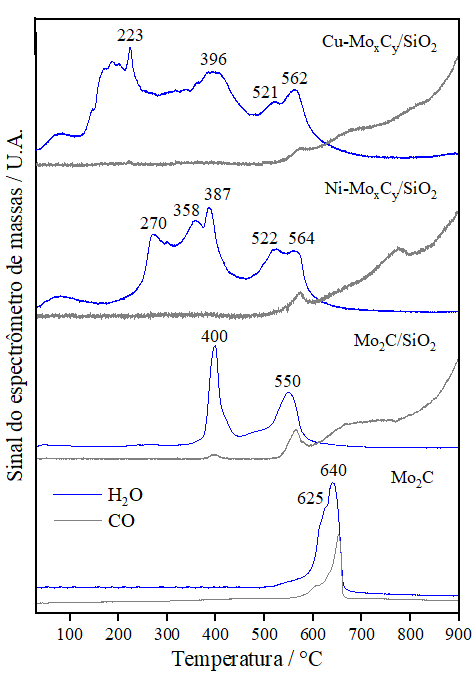 Sinal do espectrômetro de massas / U.A.
223
396
521
562
Cu-MoxCy/SiO2
270
358
387
522
564
Ni-MoxCy/SiO2
400
550
Mo2C/SiO2
625
640
Mo2C
H2O
CO
100 200 300 400 500 600 700 800 900
Temperatura / °C